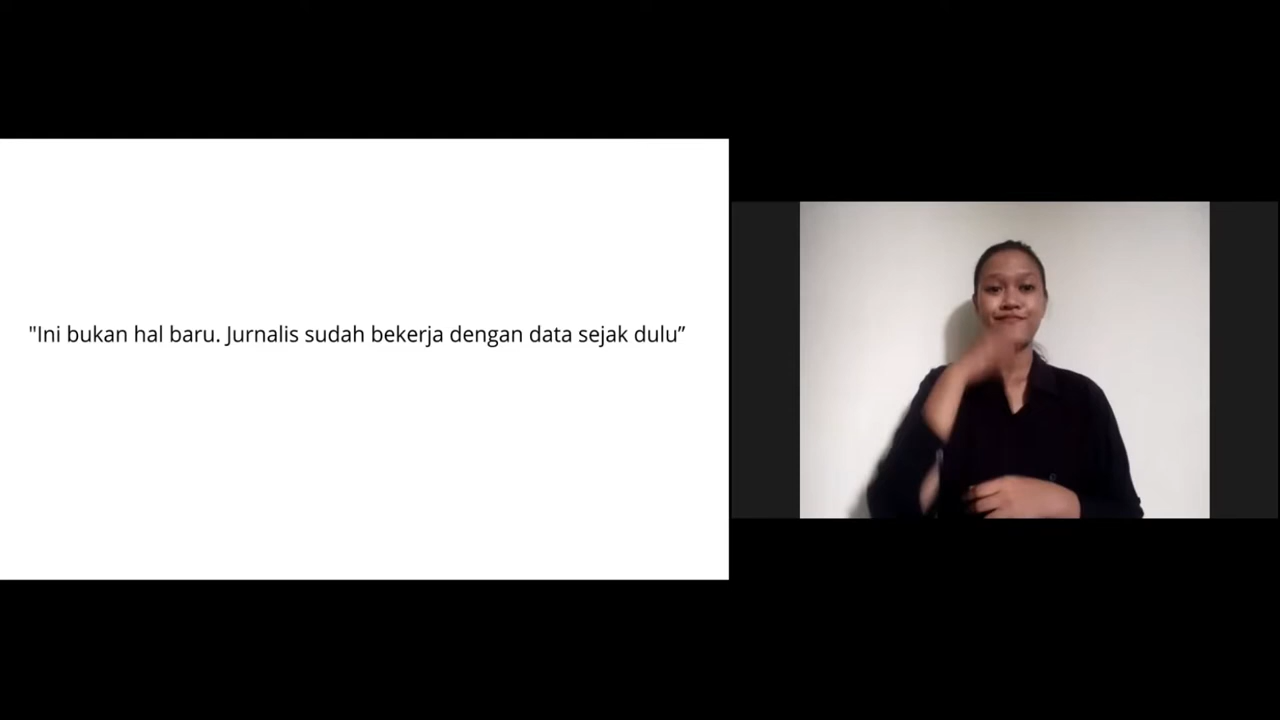 "Ini bukan hal baru. Jurnalis sudah bekerja dengan data sejak dulu”